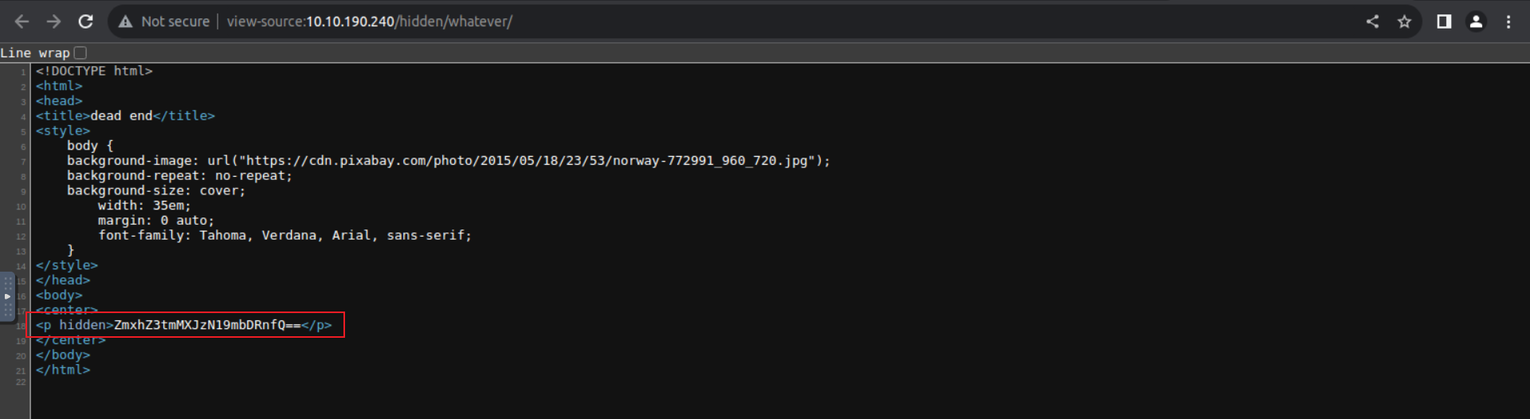 Not secure view-source:10.10.190.240/hidden/whatever/
Line wrap
1 <!DOCTYPE html>
2 <html>
3 <head>
4 <title>dead end</title>
5 <style>
6 body {
7 background-image: url("https://cdn.pixabay.com/photo/2015/05/18/23/53/norway-772991_960_720.jpg");
8 background-repeat: no-repeat;
9 background-size: cover;
10 width: 35em;
11 margin: 0 auto;
12 font-family: Tahoma, Verdana, Arial, sans-serif;
13 }
14 </style>
15 </head>
16 <body>
17 <center>
18 <p hidden>ZmxhZ3tmMXJzN19mbDRnfQ==</p>
19 </center>
20 </body>
21 </html>
22